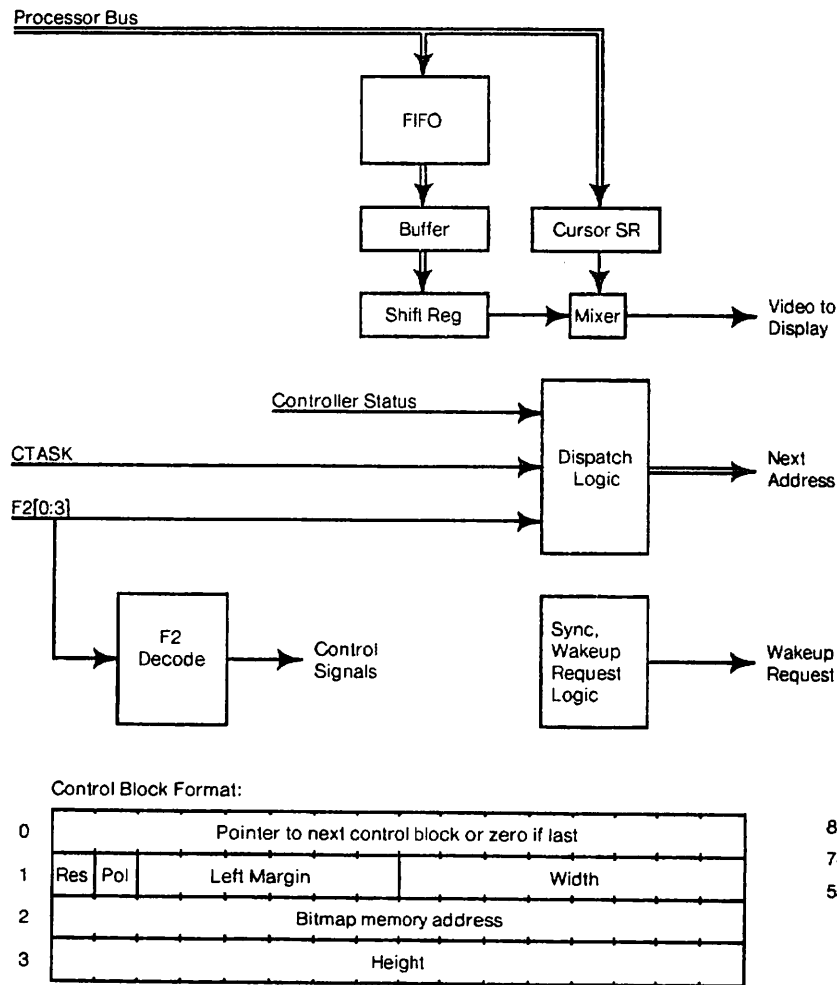 Processor Bus
FIFO
Buffer
Cursor SR
Shift Reg
Mixer
Video to
Display
Controller Status
CTASK
Dispatch
Logic
Next
Address
F2[0:3]
F2
Decode
Control
Signals
Sync,
Wakeup
Request
Logic
Wakeup
Request
Control Block Format:
0 Pointer to next control block or zero if last 8
7
1 Res Pol Left Margin Width
5
2 Bitmap memory address
3 Height